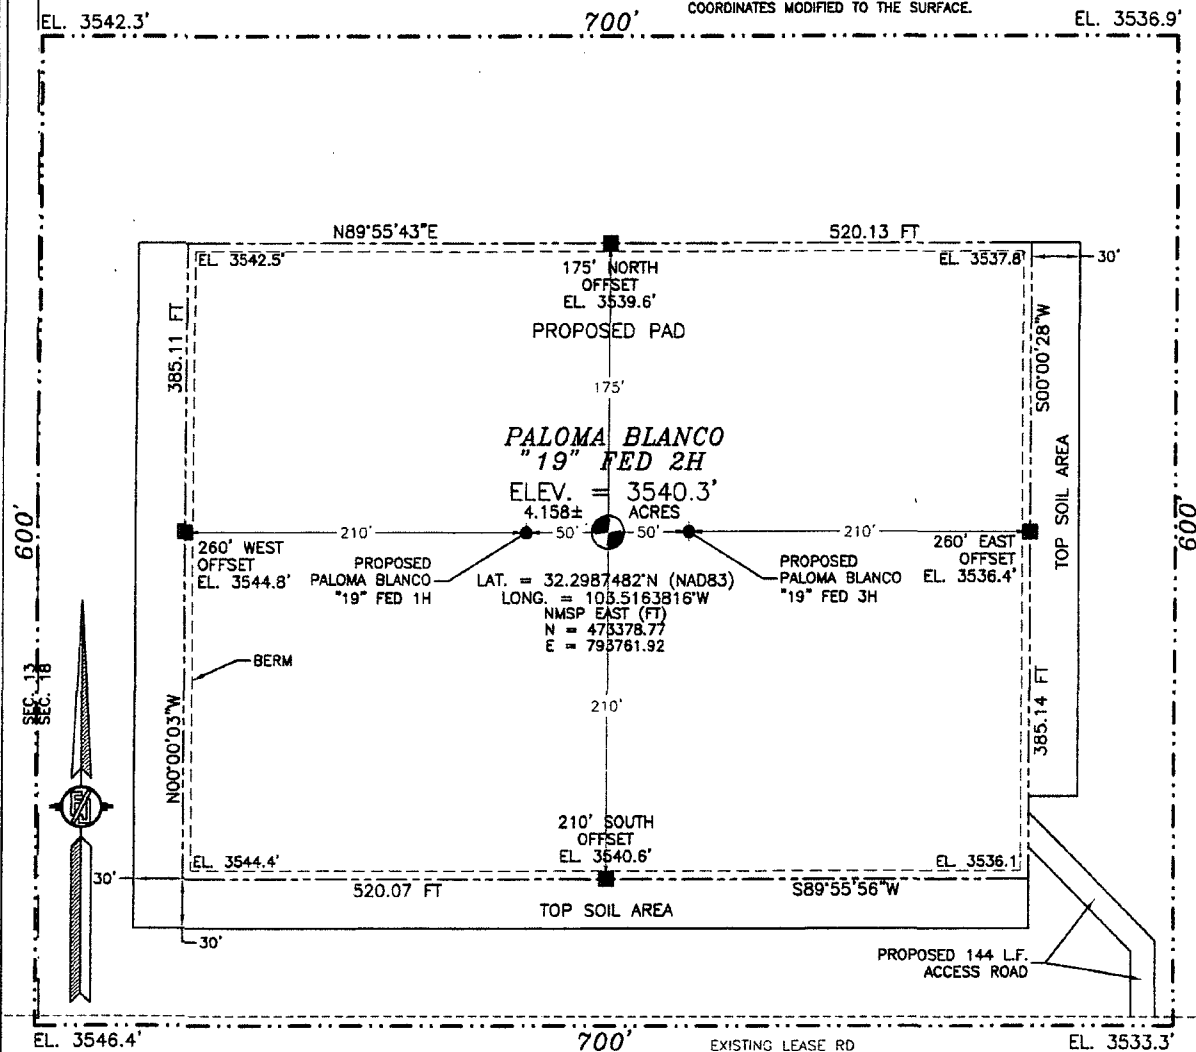 COORDINATES MODIFIED TO THE SURFACE.
EL. 3542.3'
700'
EL. 3536.9'
N89°55'43"E
520.13 FT
EL. 3542.5'
175' NORTH
OFFSET
EL. 3539.6'
EL. 3537.8'
30'
PROPOSED PAD
385.11 FT
S00°00'28"W
175'
PALOMA BLANCO
"19" FED 2H
ELEV. = 3540.3'
4.158± ACRES
TOP SOIL AREA
600'
600'
210'
50'
50'
210'
260' WEST
OFFSET
EL. 3544.8'
PROPOSED
PALOMA BLANCO
"19" FED 1H
PROPOSED
PALOMA BLANCO
"19" FED 3H
260' EAST
OFFSET
EL. 3536.4'
LAT. = 32.2987482°N (NAD83)
LONG. = 103.5163816°W
NMSP EAST (FT)
N = 473378.77
E = 793761.92
BERM
SEC. 13
SEC. 18
N00°00'03"W
210'
385.14 FT
210' SOUTH
OFFSET
EL. 3540.6'
EL. 3544.4'
EL. 3536.1'
30'
520.07 FT
S89°55'56"W
TOP SOIL AREA
30'
PROPOSED 144 L.F.
ACCESS ROAD
EL. 3546.4'
700'
EXISTING LEASE RD
EL. 3533.3'